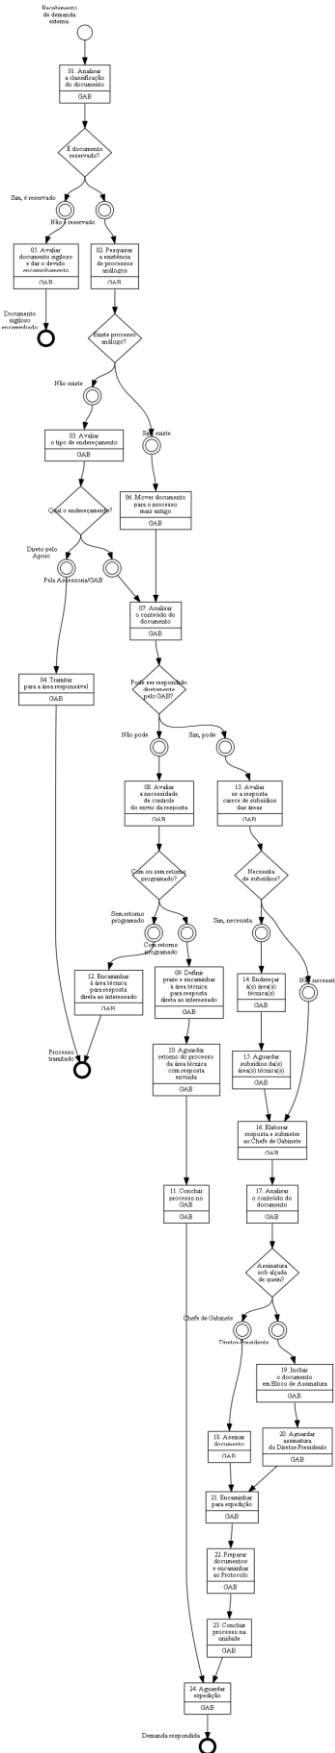 Recebimento
de demanda
externa
01. Analisar
a classificação
do documento
GAB
É documento
reservado?
Sim, é reservado
Não é reservado
05. Avaliar
documento sigiloso
e dar o devido
encaminhamento
GAB
02. Pesquisar
a existência
de processos
análogos
GAB
Documento
sigiloso
encaminhado
Existe processo
análogo?
Não existe
Sim, existe
03. Avaliar
o tipo de endereçamento
GAB
Qual o endereçamento?
06. Mover documento
para o processo
mais antigo
GAB
Direto pelo
Apoio
Pela Assessoria/GAB
07. Analisar
o conteúdo do
documento
GAB
04. Tramitar
para a área responsável
GAB
Pode ser respondido
diretamente
pelo GAB?
Não pode
Sim, pode
08. Avaliar
a necessidade
de controle
do envio da resposta
GAB
13. Avaliar
se a resposta
carece de subsídios
das áreas
GAB
Com ou sem retorno
programado?
Necessita
de subsídios?
Sem retorno
programado
Com retorno
programado
Sim, necessita
Não necessita
12. Encaminhar
à área técnica
para resposta
direta ao interessado
GAB
09. Definir
prazo e encaminhar
à área técnica
para resposta
direta ao interessado
GAB
14. Endereçar
à(s) área(s)
técnica(s)
GAB
Processo
tramitado
10. Aguardar
retorno do processo
da área técnica
com resposta
enviada
GAB
15. Aguardar
subsídios da(s)
área(s) técnica(s)
GAB
16. Elaborar
resposta e submeter
ao Chefe de Gabinete
GAB
11. Concluir
processo no
GAB
GAB
17. Analisar
o conteúdo do
documento
GAB
Assinatura
sob alçada
de quem?
Chefe de Gabinete
Diretor-Presidente
19. Incluir
o documento
em Bloco de Assinatura
GAB
18. Assinar
documento
GAB
20. Aguardar
assinatura
do Diretor-Presidente
GAB
21. Encaminhar
para expedição
GAB
22. Preparar
documentos
e encaminhar
ao Protocolo
GAB
23. Concluir
processo na
unidade
GAB
24. Aguardar
expedição
GAB
Demanda respondida